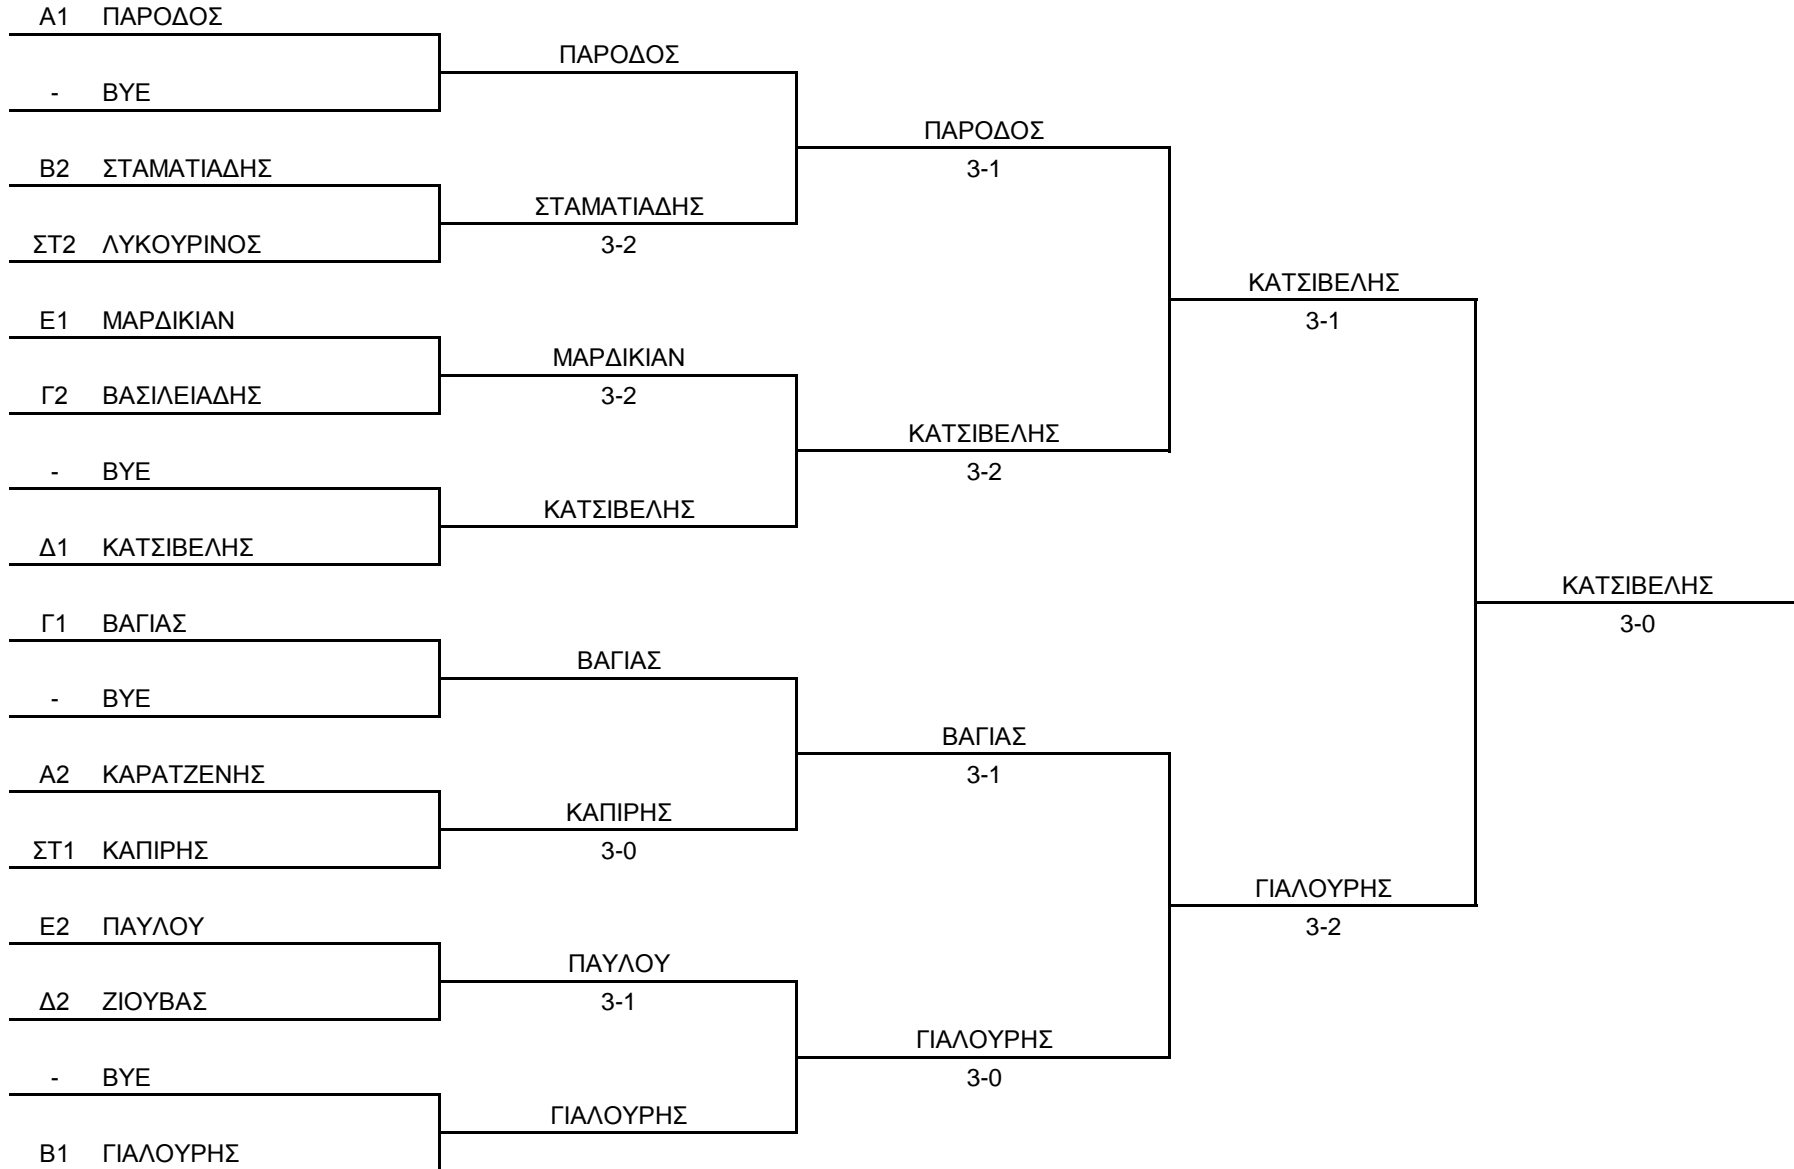 Α1 ΠΑΡΟΔΟΣ
ΠΑΡΟΔΟΣ
- BYE
ΠΑΡΟΔΟΣ
Β2 ΣΤΑΜΑΤΙΑΔΗΣ
3-1
ΣΤΑΜΑΤΙΑΔΗΣ
ΣΤ2 ΛΥΚΟΥΡΙΝΟΣ
3-2
ΚΑΤΣΙΒΕΛΗΣ
Ε1 ΜΑΡΔΙΚΙΑΝ
3-1
ΜΑΡΔΙΚΙΑΝ
Γ2 ΒΑΣΙΛΕΙΑΔΗΣ
3-2
ΚΑΤΣΙΒΕΛΗΣ
- BYE
3-2
ΚΑΤΣΙΒΕΛΗΣ
Δ1 ΚΑΤΣΙΒΕΛΗΣ
ΚΑΤΣΙΒΕΛΗΣ
Γ1 ΒΑΓΙΑΣ
3-0
ΒΑΓΙΑΣ
- BYE
ΒΑΓΙΑΣ
Α2 ΚΑΡΑΤΖΕΝΗΣ
3-1
ΚΑΠΙΡΗΣ
ΣΤ1 ΚΑΠΙΡΗΣ
3-0
ΓΙΑΛΟΥΡΗΣ
Ε2 ΠΑΥΛΟΥ
3-2
ΠΑΥΛΟΥ
Δ2 ΖΙΟΥΒΑΣ
3-1
ΓΙΑΛΟΥΡΗΣ
- BYE
3-0
ΓΙΑΛΟΥΡΗΣ
Β1 ΓΙΑΛΟΥΡΗΣ